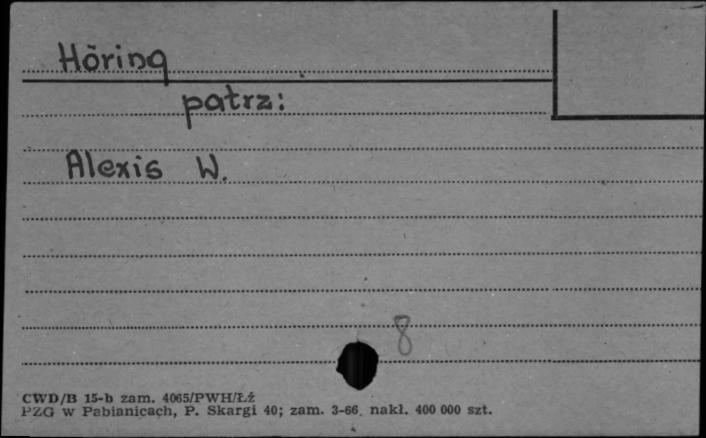 Höring
patrz:
Alexis W.
8
CWD/B 15-b zam. 4065/PWH/Łź
PZG w Pabianicach, P. Skargi 40; zam. 3-66. nakł. 400 000 szt.